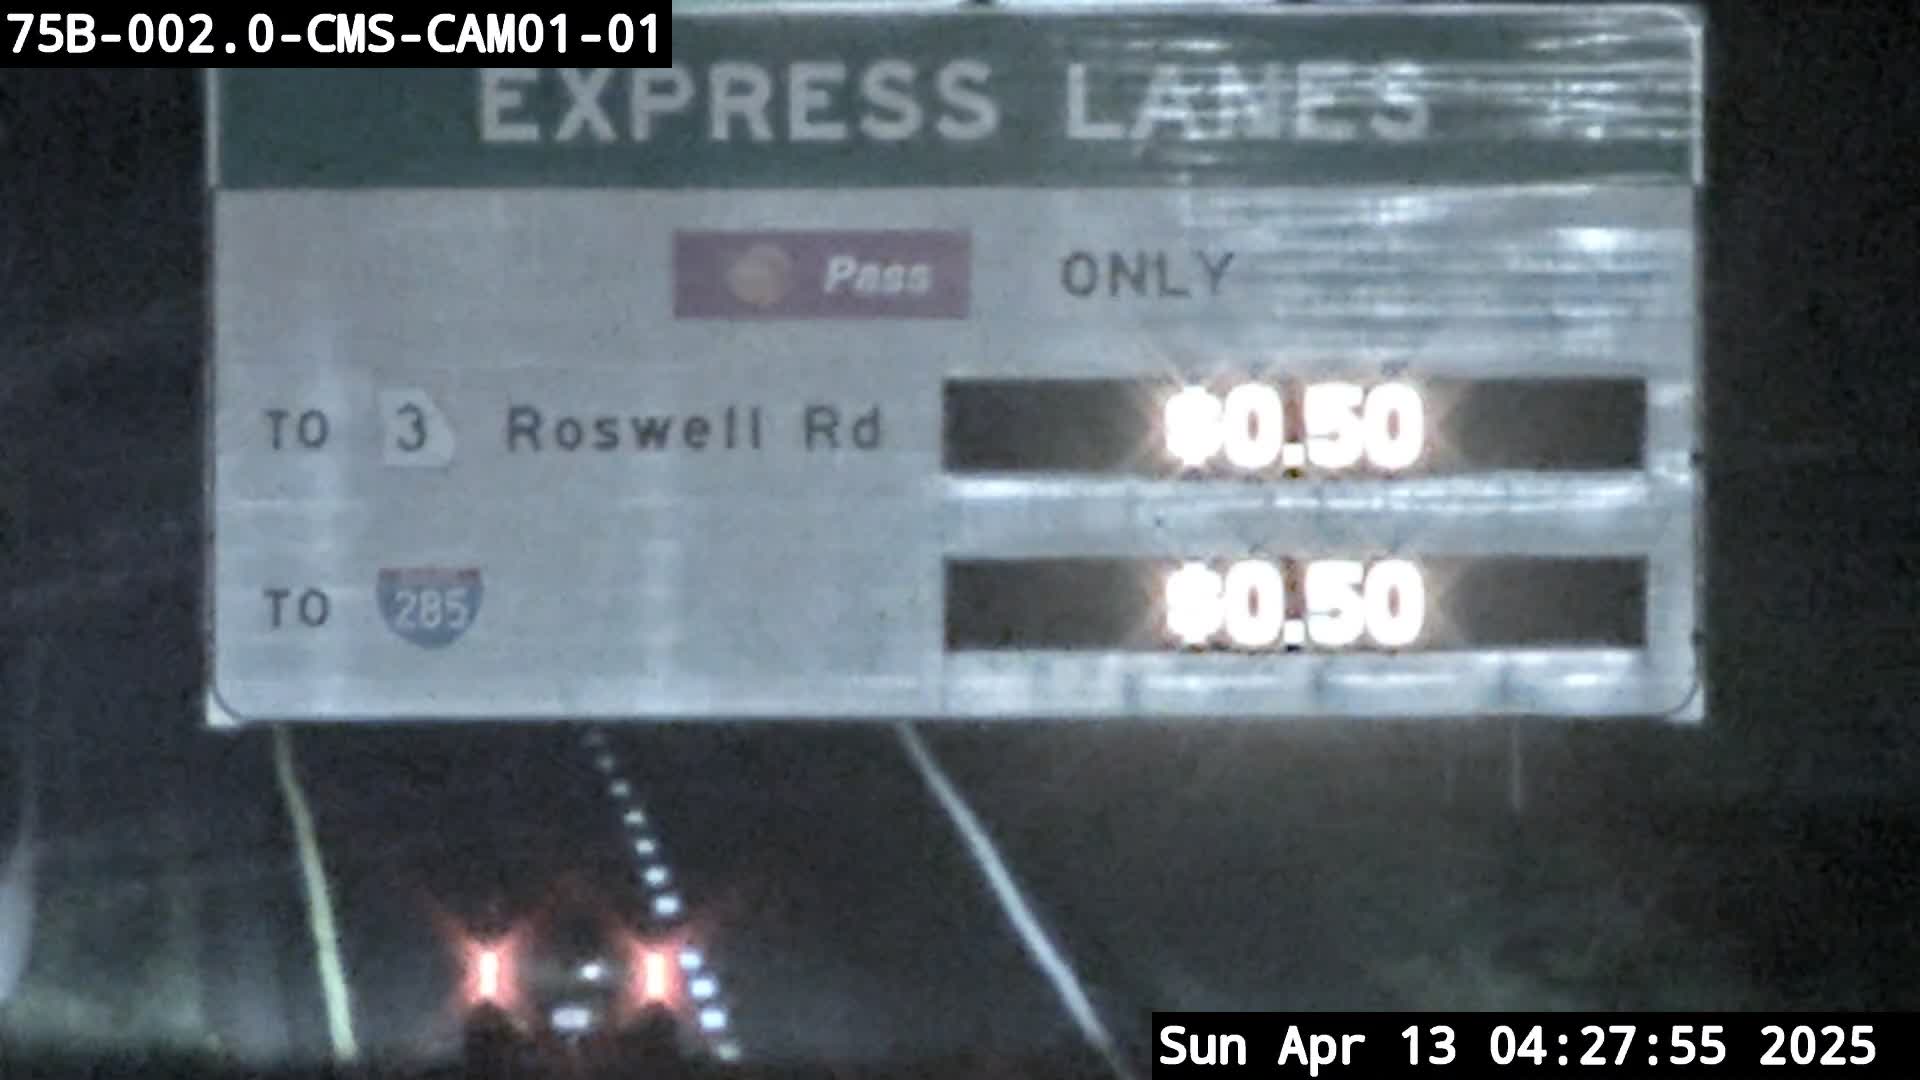 75B-002.0-CMS-CAM01-01
EXPRESS LANES
Pass ONLY
TO 3 Roswell Rd $0.50
TO 285 $0.50
Sun Apr 13 04:27:55 2025